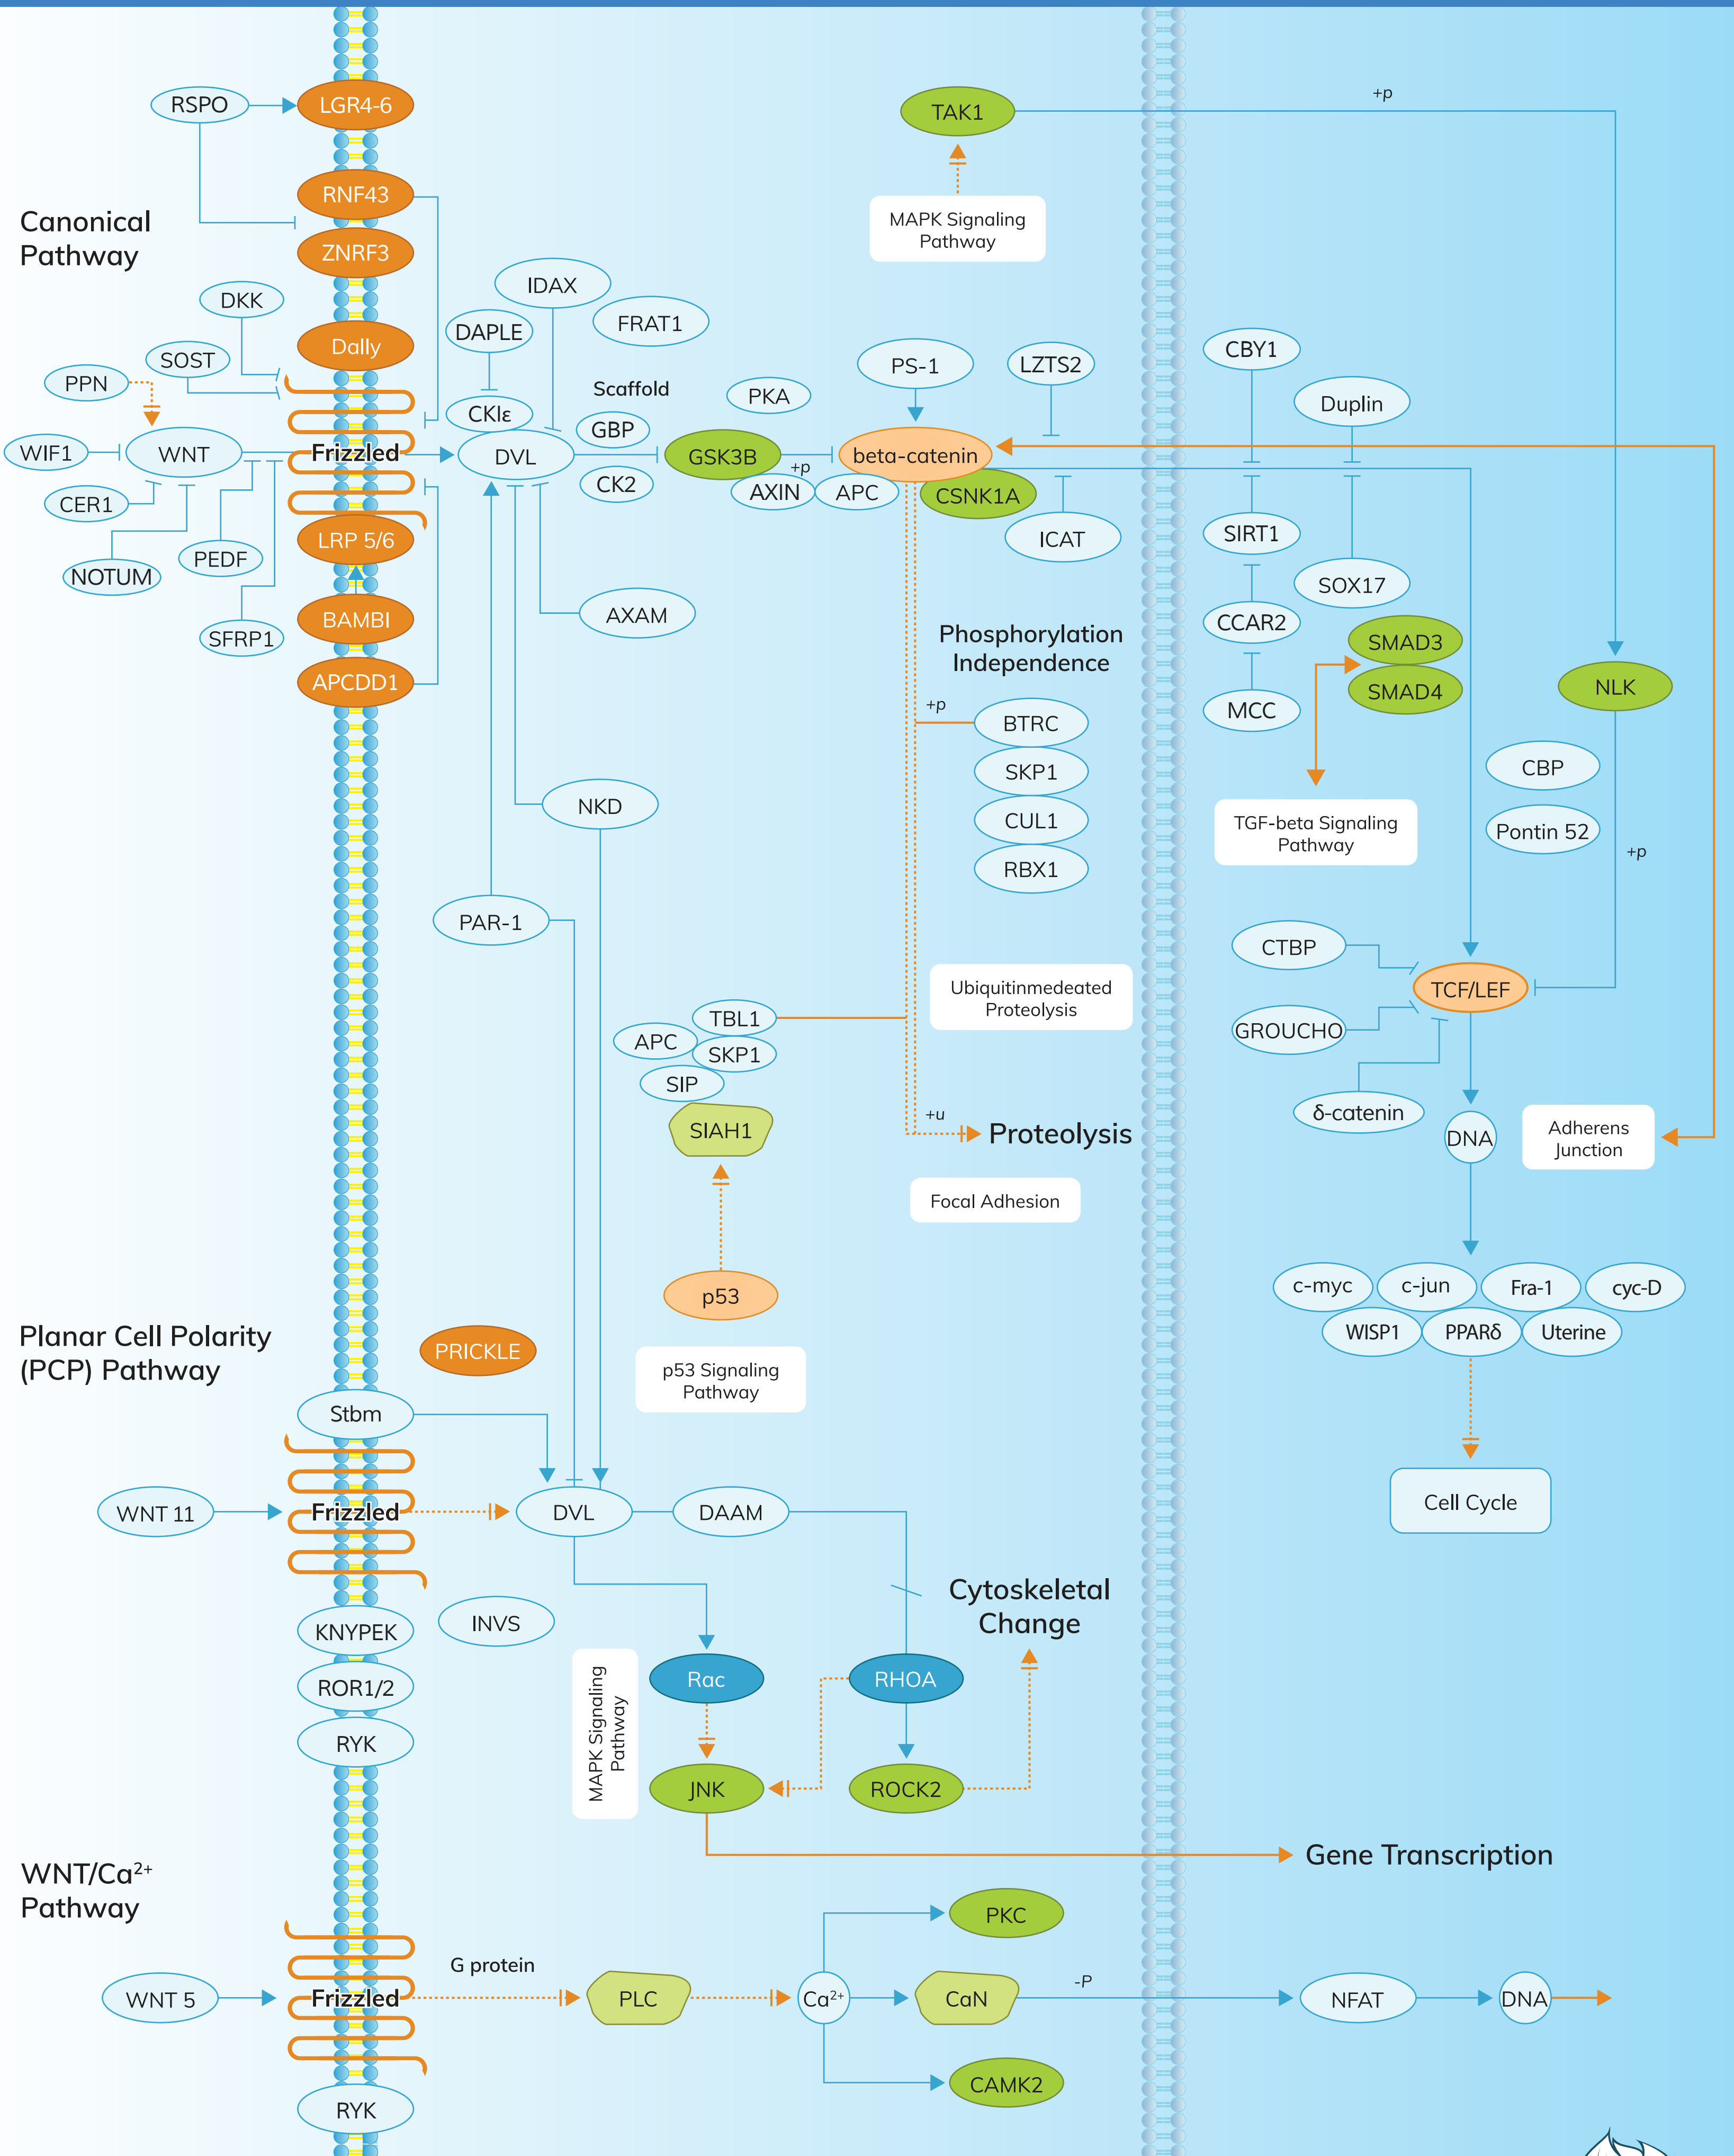 RSPO
LGR4-6
TAK1
+p
RNF43
ZNRF3
Canonical
Pathway
MAPK Signaling
Pathway
DKK
IDAX
FRAT1
DAPLE
Dally
SOST
PPN
CKIε
Scaffold
GBP
PKA
PS-1
LZTS2
CBY1
Duplin
WIF1
WNT
Frizzled
DVL
GSK3B
+p
beta-catenin
CK2
AXIN
APC
CSNK1A
CER1
NOTUM
PEDF
LRP 5/6
ICAT
SIRT1
SOX17
BAMBI
SFRP1
AXAM
CCAR2
APCDD1
Phosphorylation
Independence
SMAD3
SMAD4
NLK
MCC
+p
BTRC
SKP1
CUL1
RBX1
CBP
Pontin 52
+p
NKD
TGF-beta Signaling
Pathway
PAR-1
CTBP
TCF/LEF
GROUCHO
δ-catenin
Ubiquitinmedeated
Proteolysis
TBL1
APC
SKP1
SIP
SIAH1
+u
Proteolysis
DNA
Adherens
Junction
Focal Adhesion
p53
p53 Signaling
Pathway
c-myc
c-jun
Fra-1
cyc-D
WISP1
PPARδ
Uterine
Cell Cycle
Planar Cell Polarity
(PCP) Pathway
PRICKLE
Stbm
WNT 11
Frizzled
DVL
DAAM
Cytoskeletal
Change
KNYPEK
INVS
ROR1/2
RYK
MAPK Signaling
Pathway
Rac
RHOA
JNK
ROCK2
Gene Transcription
WNT/Ca²⁺
Pathway
WNT 5
Frizzled
G protein
PLC
Ca²⁺
PKC
CaN
CAMK2
-P
NFAT
DNA
RYK